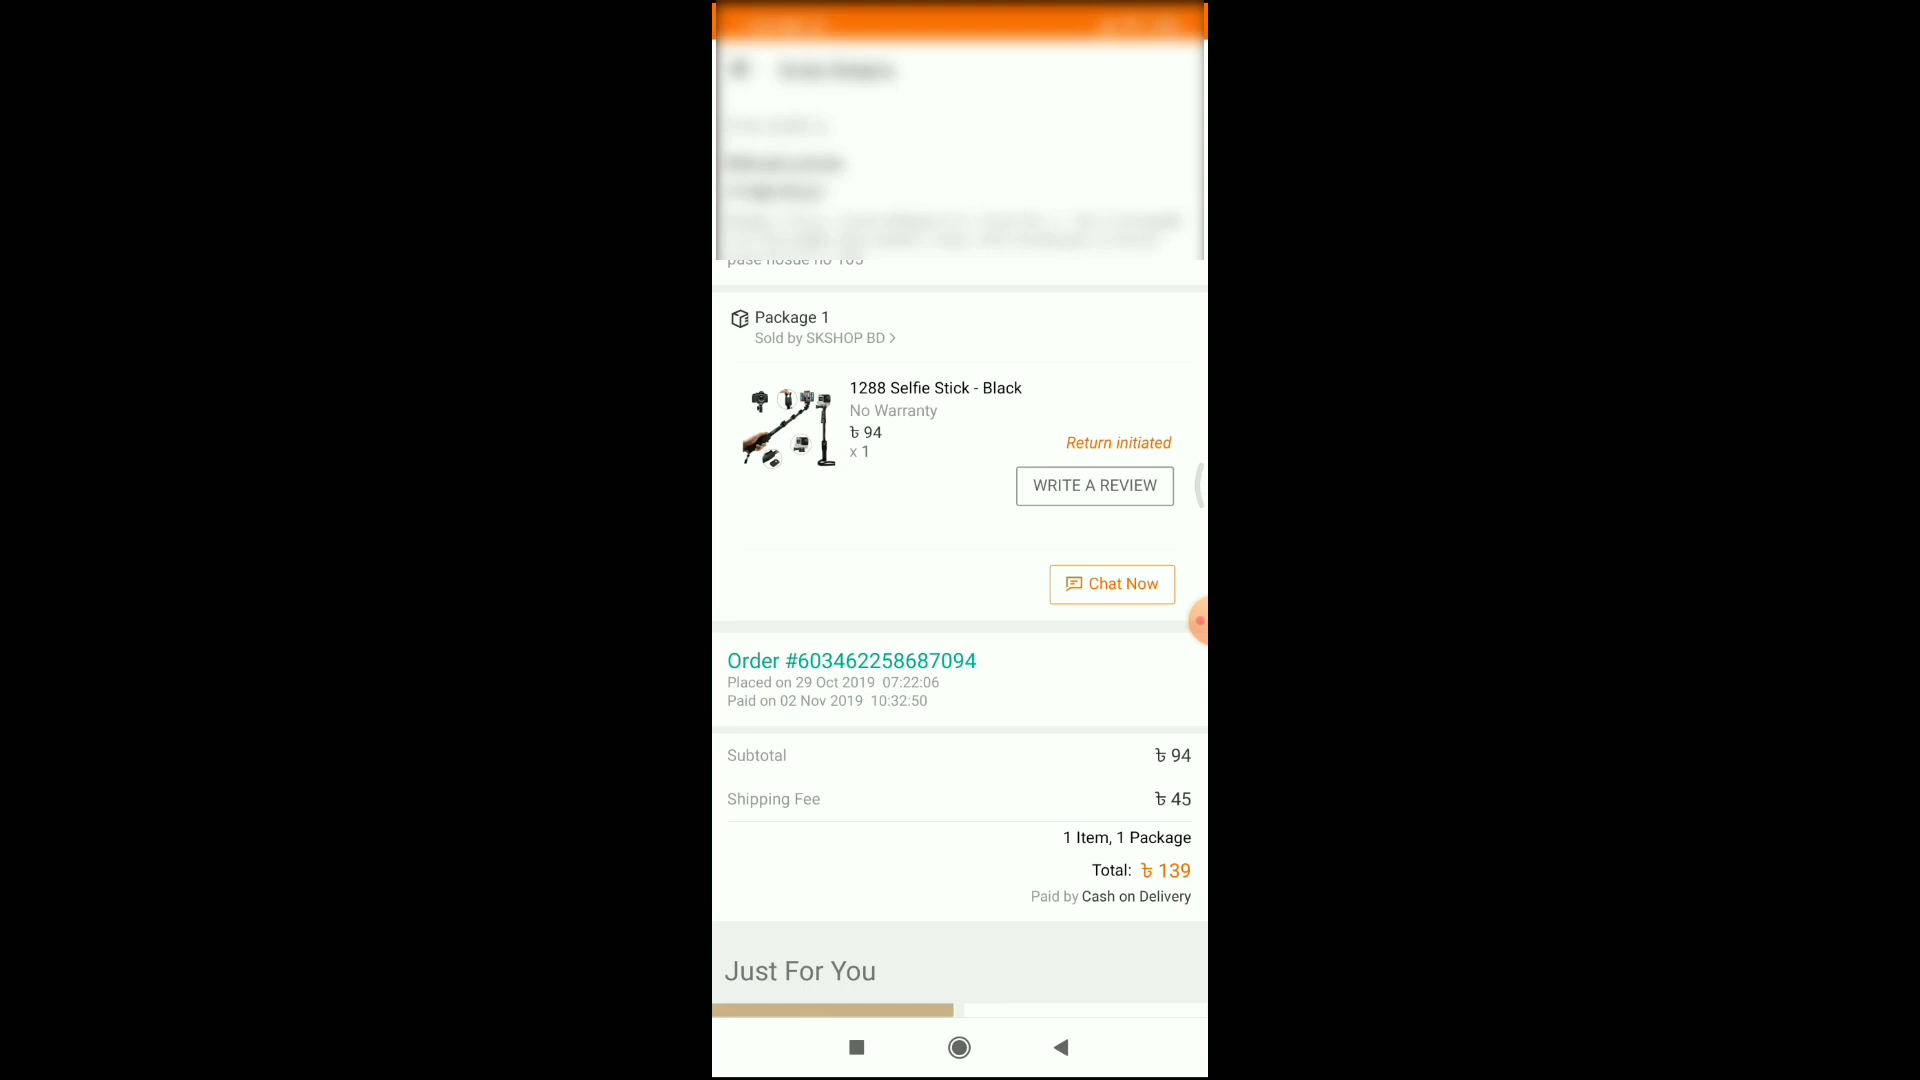 Package 1
Sold by SKSHOP BD >
1288 Selfie Stick - Black
No Warranty
৳ 94
x 1
Return initiated
WRITE A REVIEW
Chat Now
Order #603462258687094
Placed on 29 Oct 2019 07:22:06
Paid on 02 Nov 2019 10:32:50
Subtotal ৳ 94
Shipping Fee ৳ 45
1 Item, 1 Package
Total: ৳ 139
Paid by Cash on Delivery
Just For You